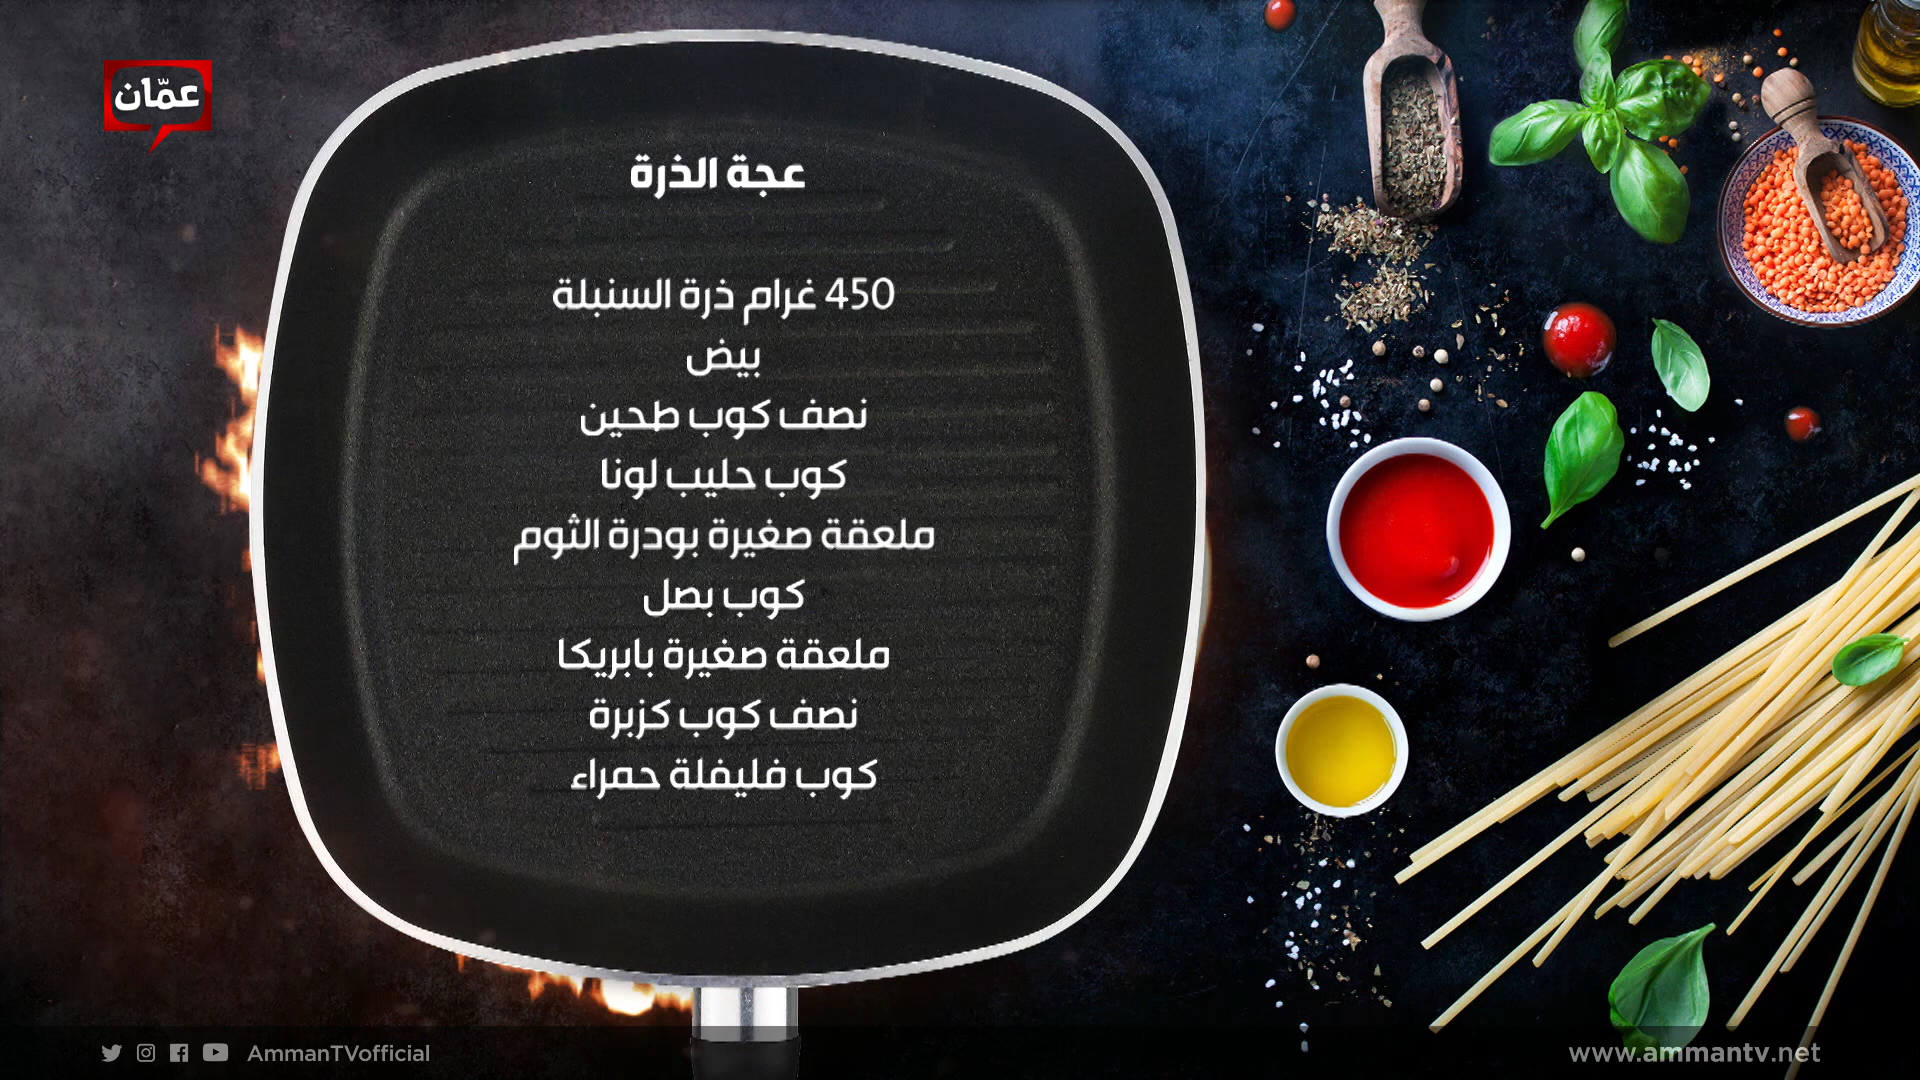 عمّان
عجة الذرة
450 غرام ذرة السنبلة
بيض
نصف كوب طحين
كوب حليب لونا
ملعقة صغيرة بودرة الثوم
كوب بصل
ملعقة صغيرة بابريكا
نصف كوب كزبرة
كوب فليفلة حمراء
AmmanTVofficial
www.ammantv.net